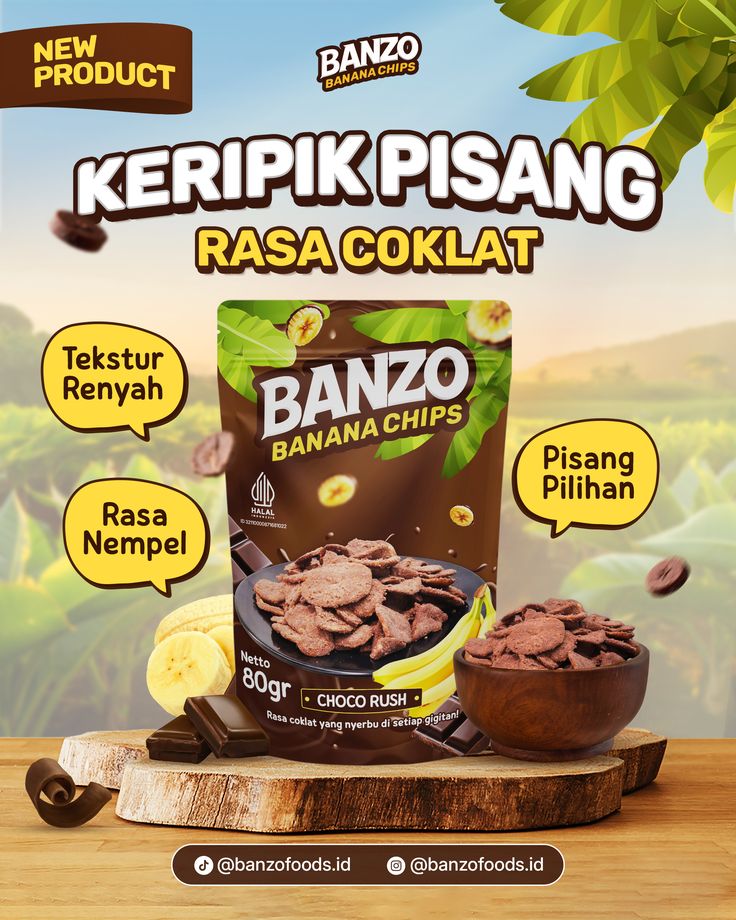 NEW
PRODUCT
BANZO
BANANA CHIPS
KERIPIK PISANG
RASA COKLAT
Tekstur
Renyah
Rasa
Nempel
Pisang
Pilihan
BANZO
BANANA CHIPS
HALAL
INDONESIA
Netto
80gr
CHOCO RUSH
Rasa coklat yang nyerbu di setiap gigitan!
@banzofoods.id
@banzofoods.id